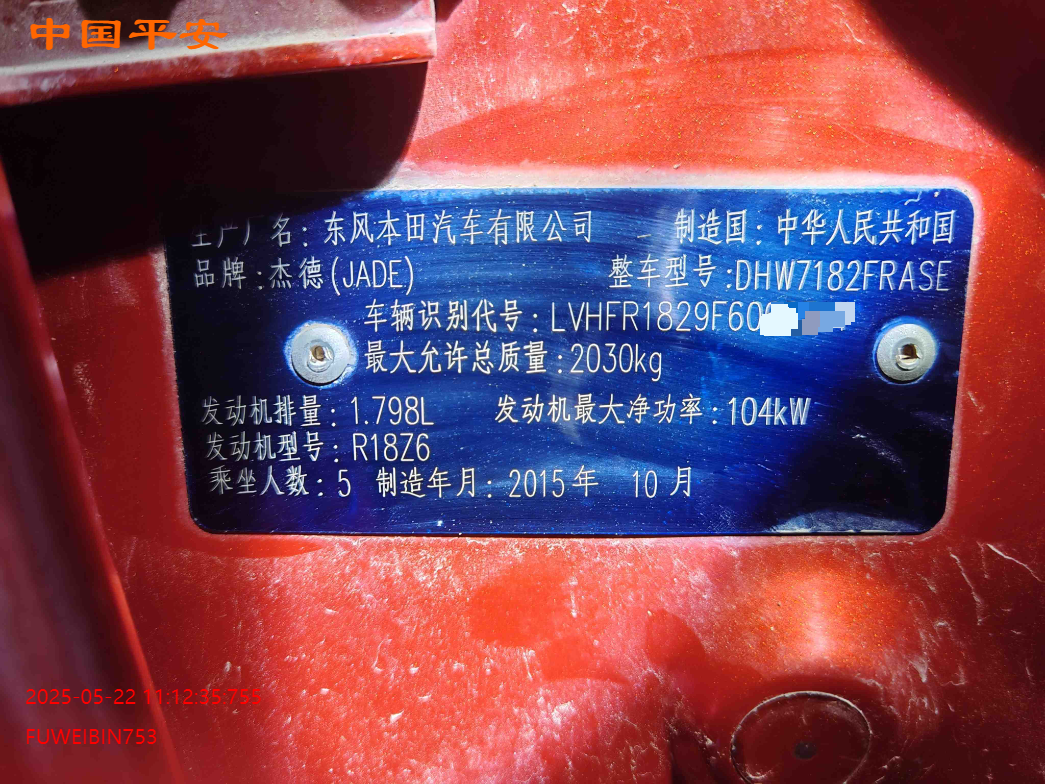 中国平安
生产厂名：东风本田汽车有限公司 制造国：中华人民共和国
品牌：杰德(JADE) 整车型号：DHW7182FRASE
车辆识别代号：LVHFR1829F60
最大允许总质量：2030kg
发动机排量：1.798L 发动机最大净功率：104kW
发动机型号：R18Z6
乘坐人数：5 制造年月：2015年 10月
2025-05-22 11:12:35.755
FUWEIBIN753